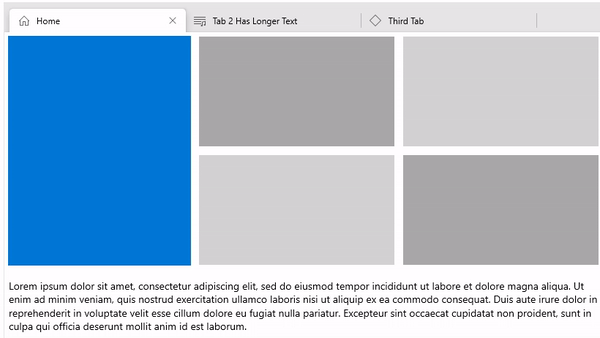 Home
Tab 2 Has Longer Text
Third Tab
Lorem ipsum dolor sit amet, consectetur adipiscing elit, sed do eiusmod tempor incididunt ut labore et dolore magna aliqua. Ut
enim ad minim veniam, quis nostrud exercitation ullamco laboris nisi ut aliquip ex ea commodo consequat. Duis aute irure dolor in
reprehenderit in voluptate velit esse cillum dolore eu fugiat nulla pariatur. Excepteur sint occaecat cupidatat non proident, sunt in
culpa qui officia deserunt mollit anim id est laborum.